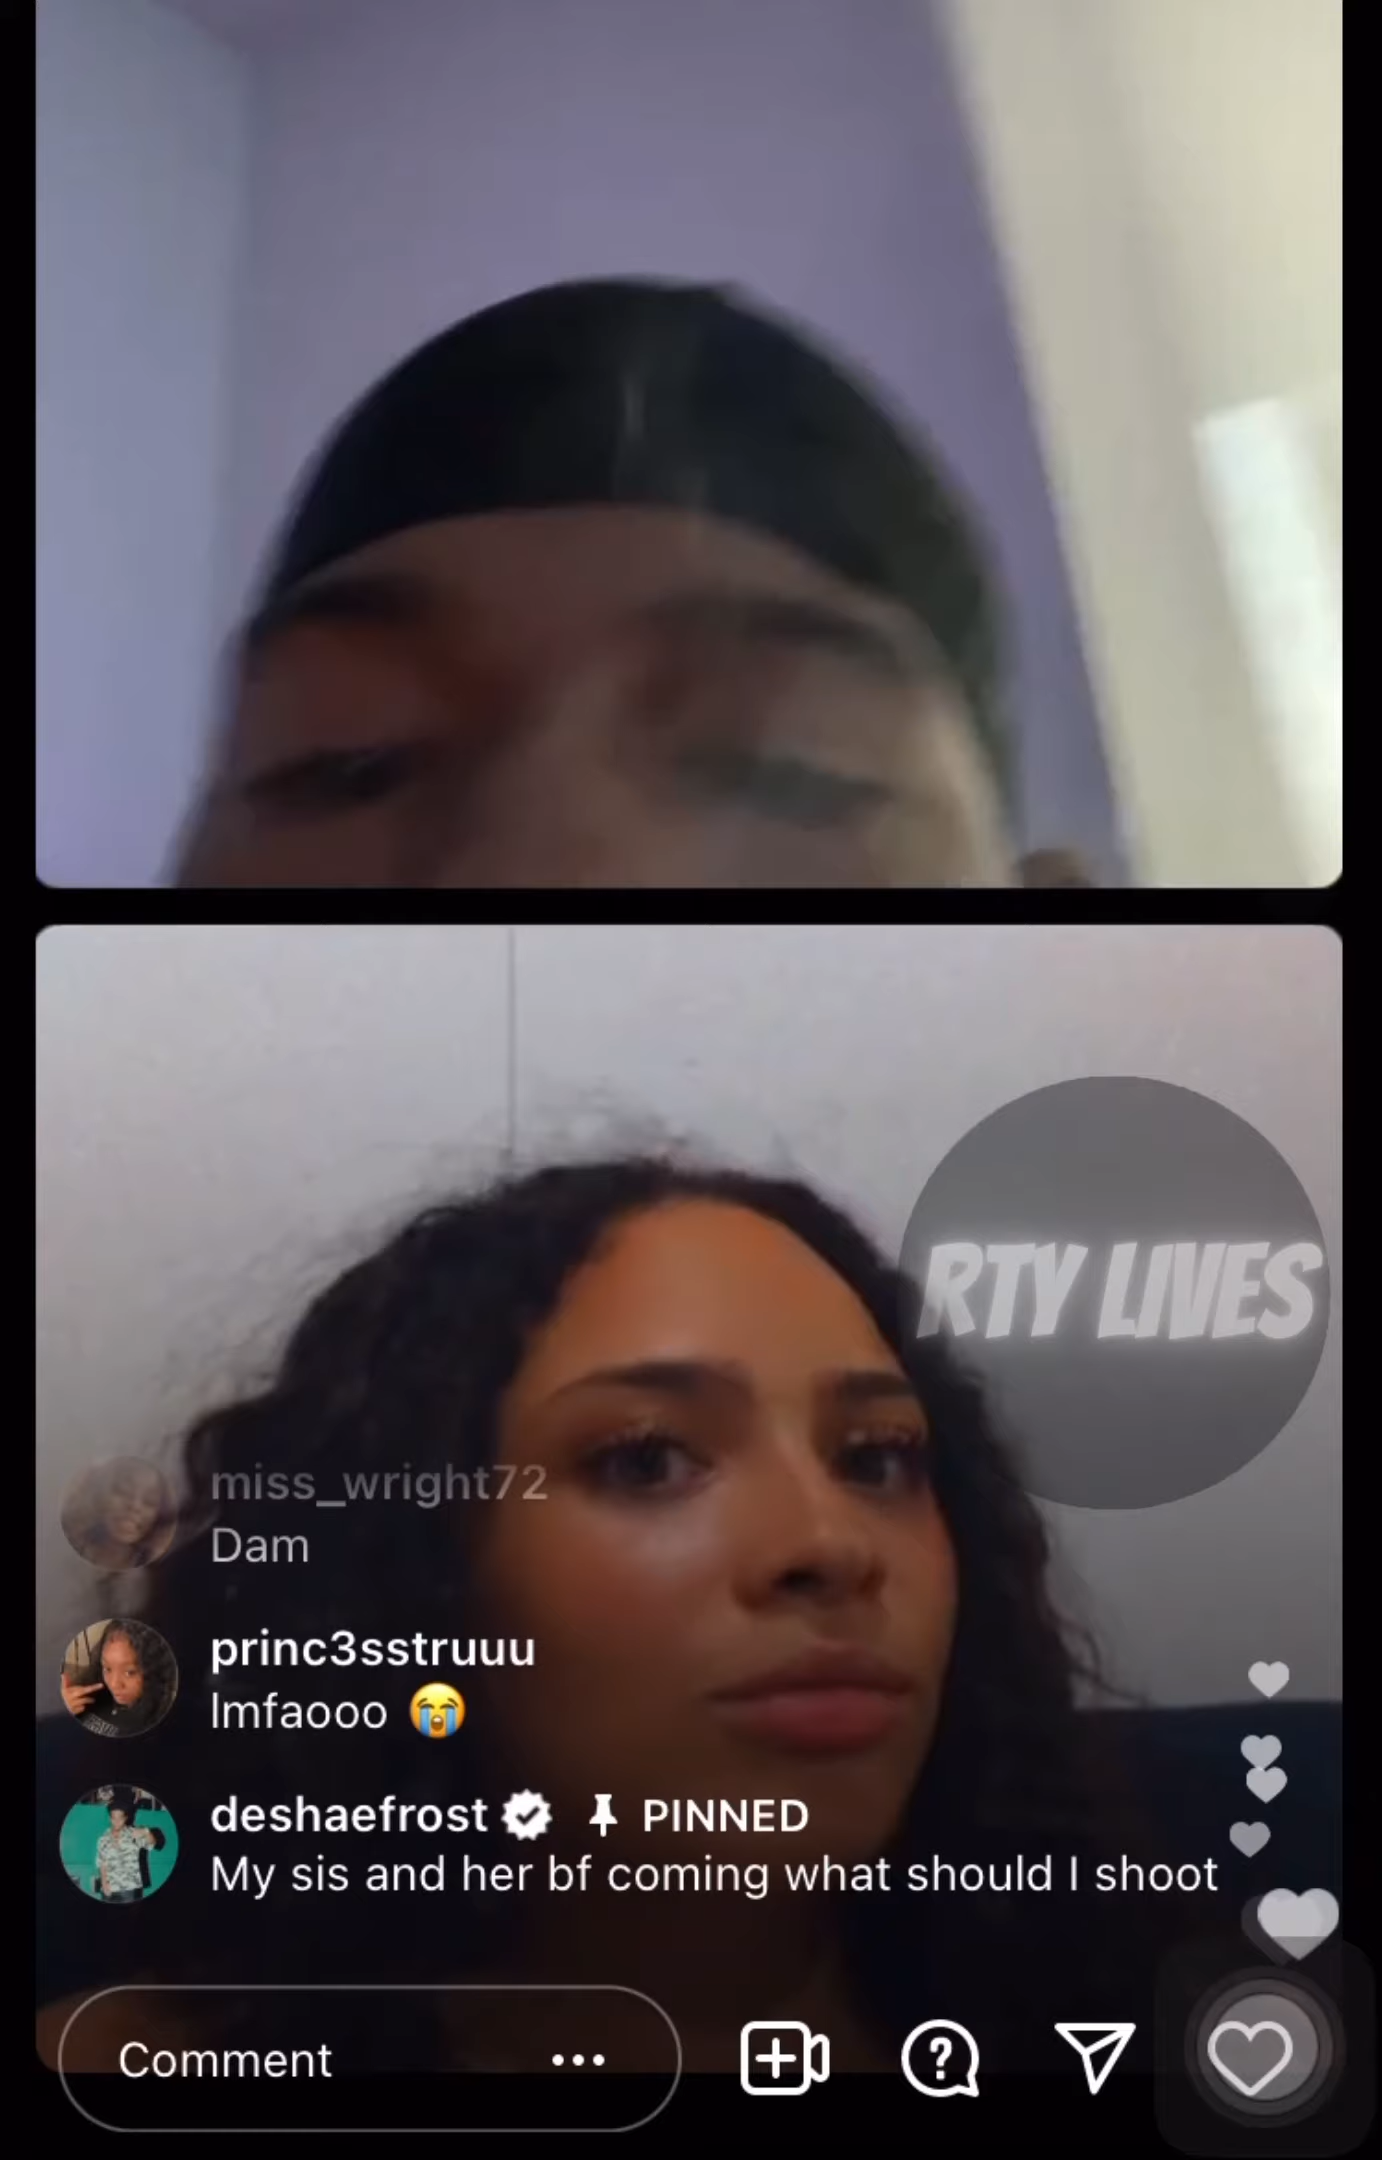 RTY LIVES
miss_wright72
Dam
princ3sstruuu
lmfaooo 😭
deshaefrost PINNED
My sis and her bf coming what should I shoot
Comment